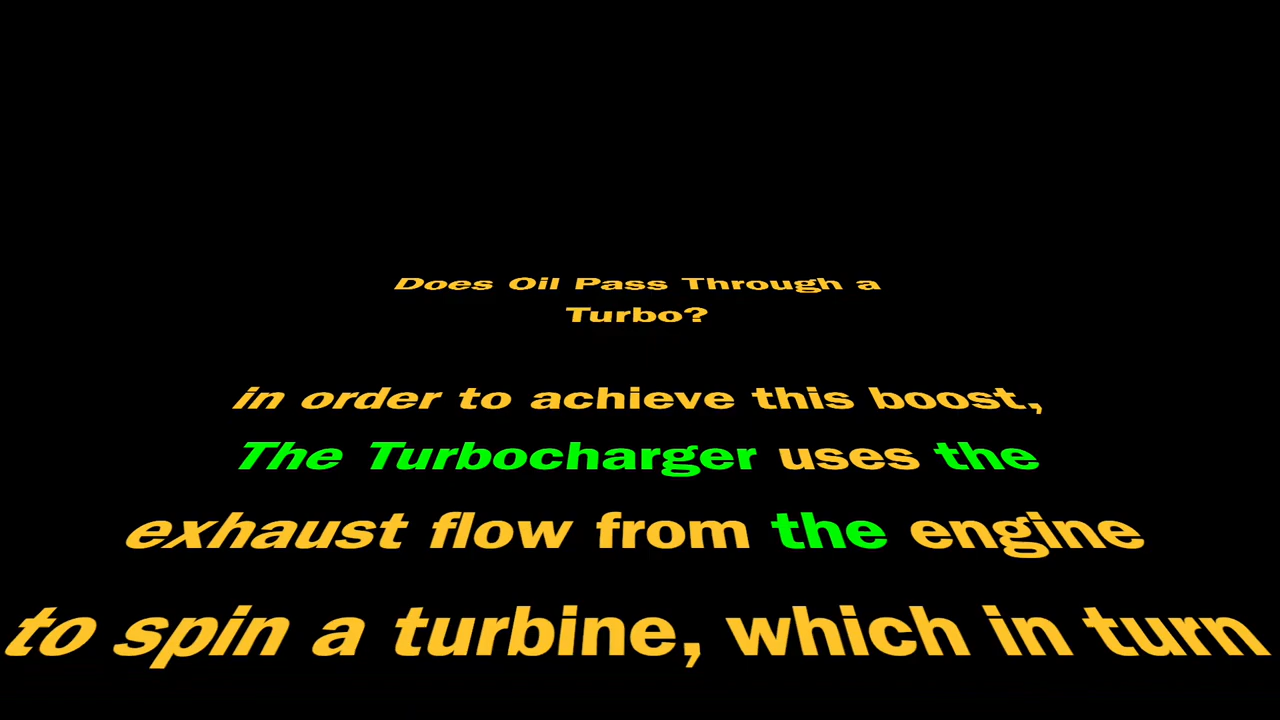 Does Oil Pass Through a
Turbo?
in order to achieve this boost,
The Turbocharger uses the
exhaust flow from the engine
to spin a turbine, which in turn